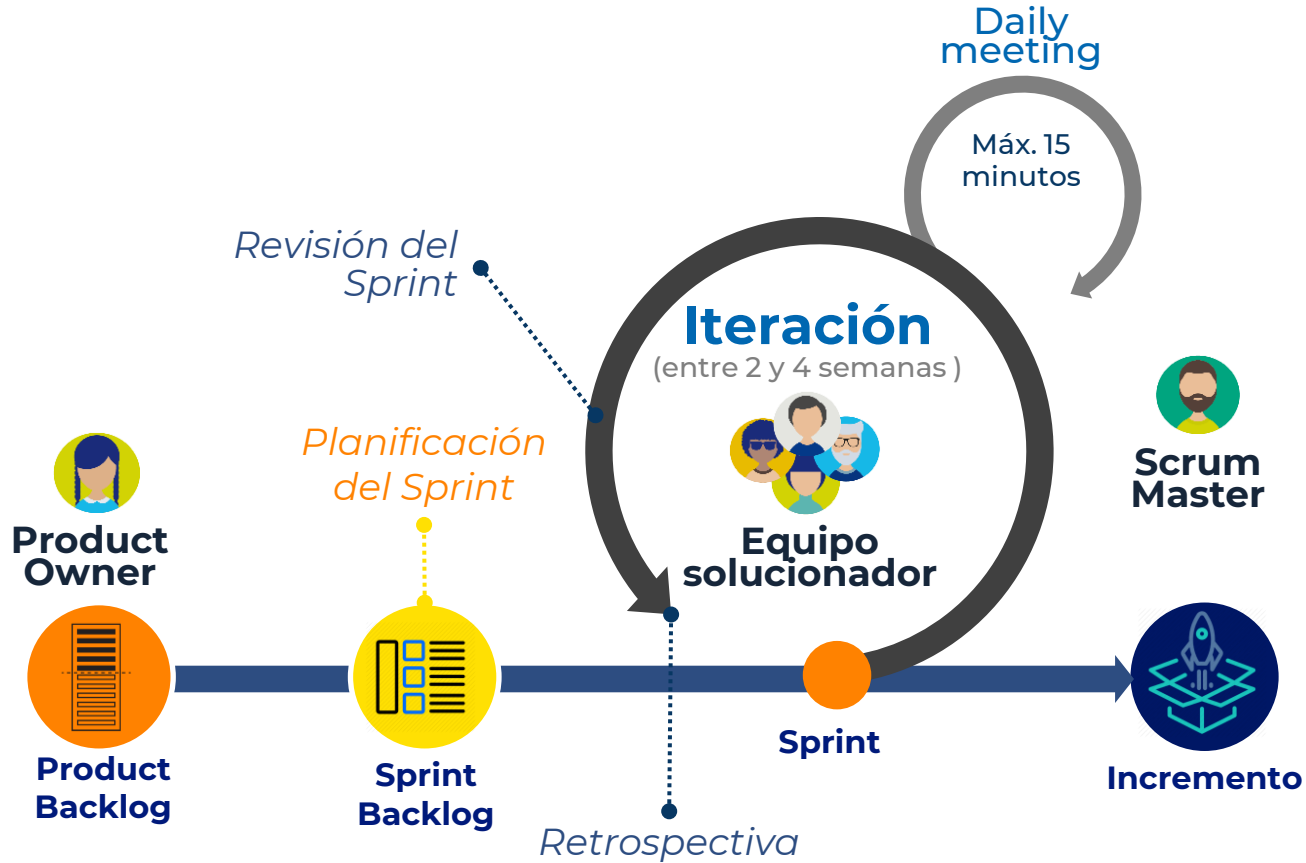 Daily
meeting
Máx. 15
minutos
Revisión del
Sprint
Iteración
(entre 2 y 4 semanas )
Planificación
del Sprint
Scrum
Master
Product
Owner
Equipo
solucionador
Sprint
Product
Backlog
Sprint
Backlog
Incremento
Retrospectiva